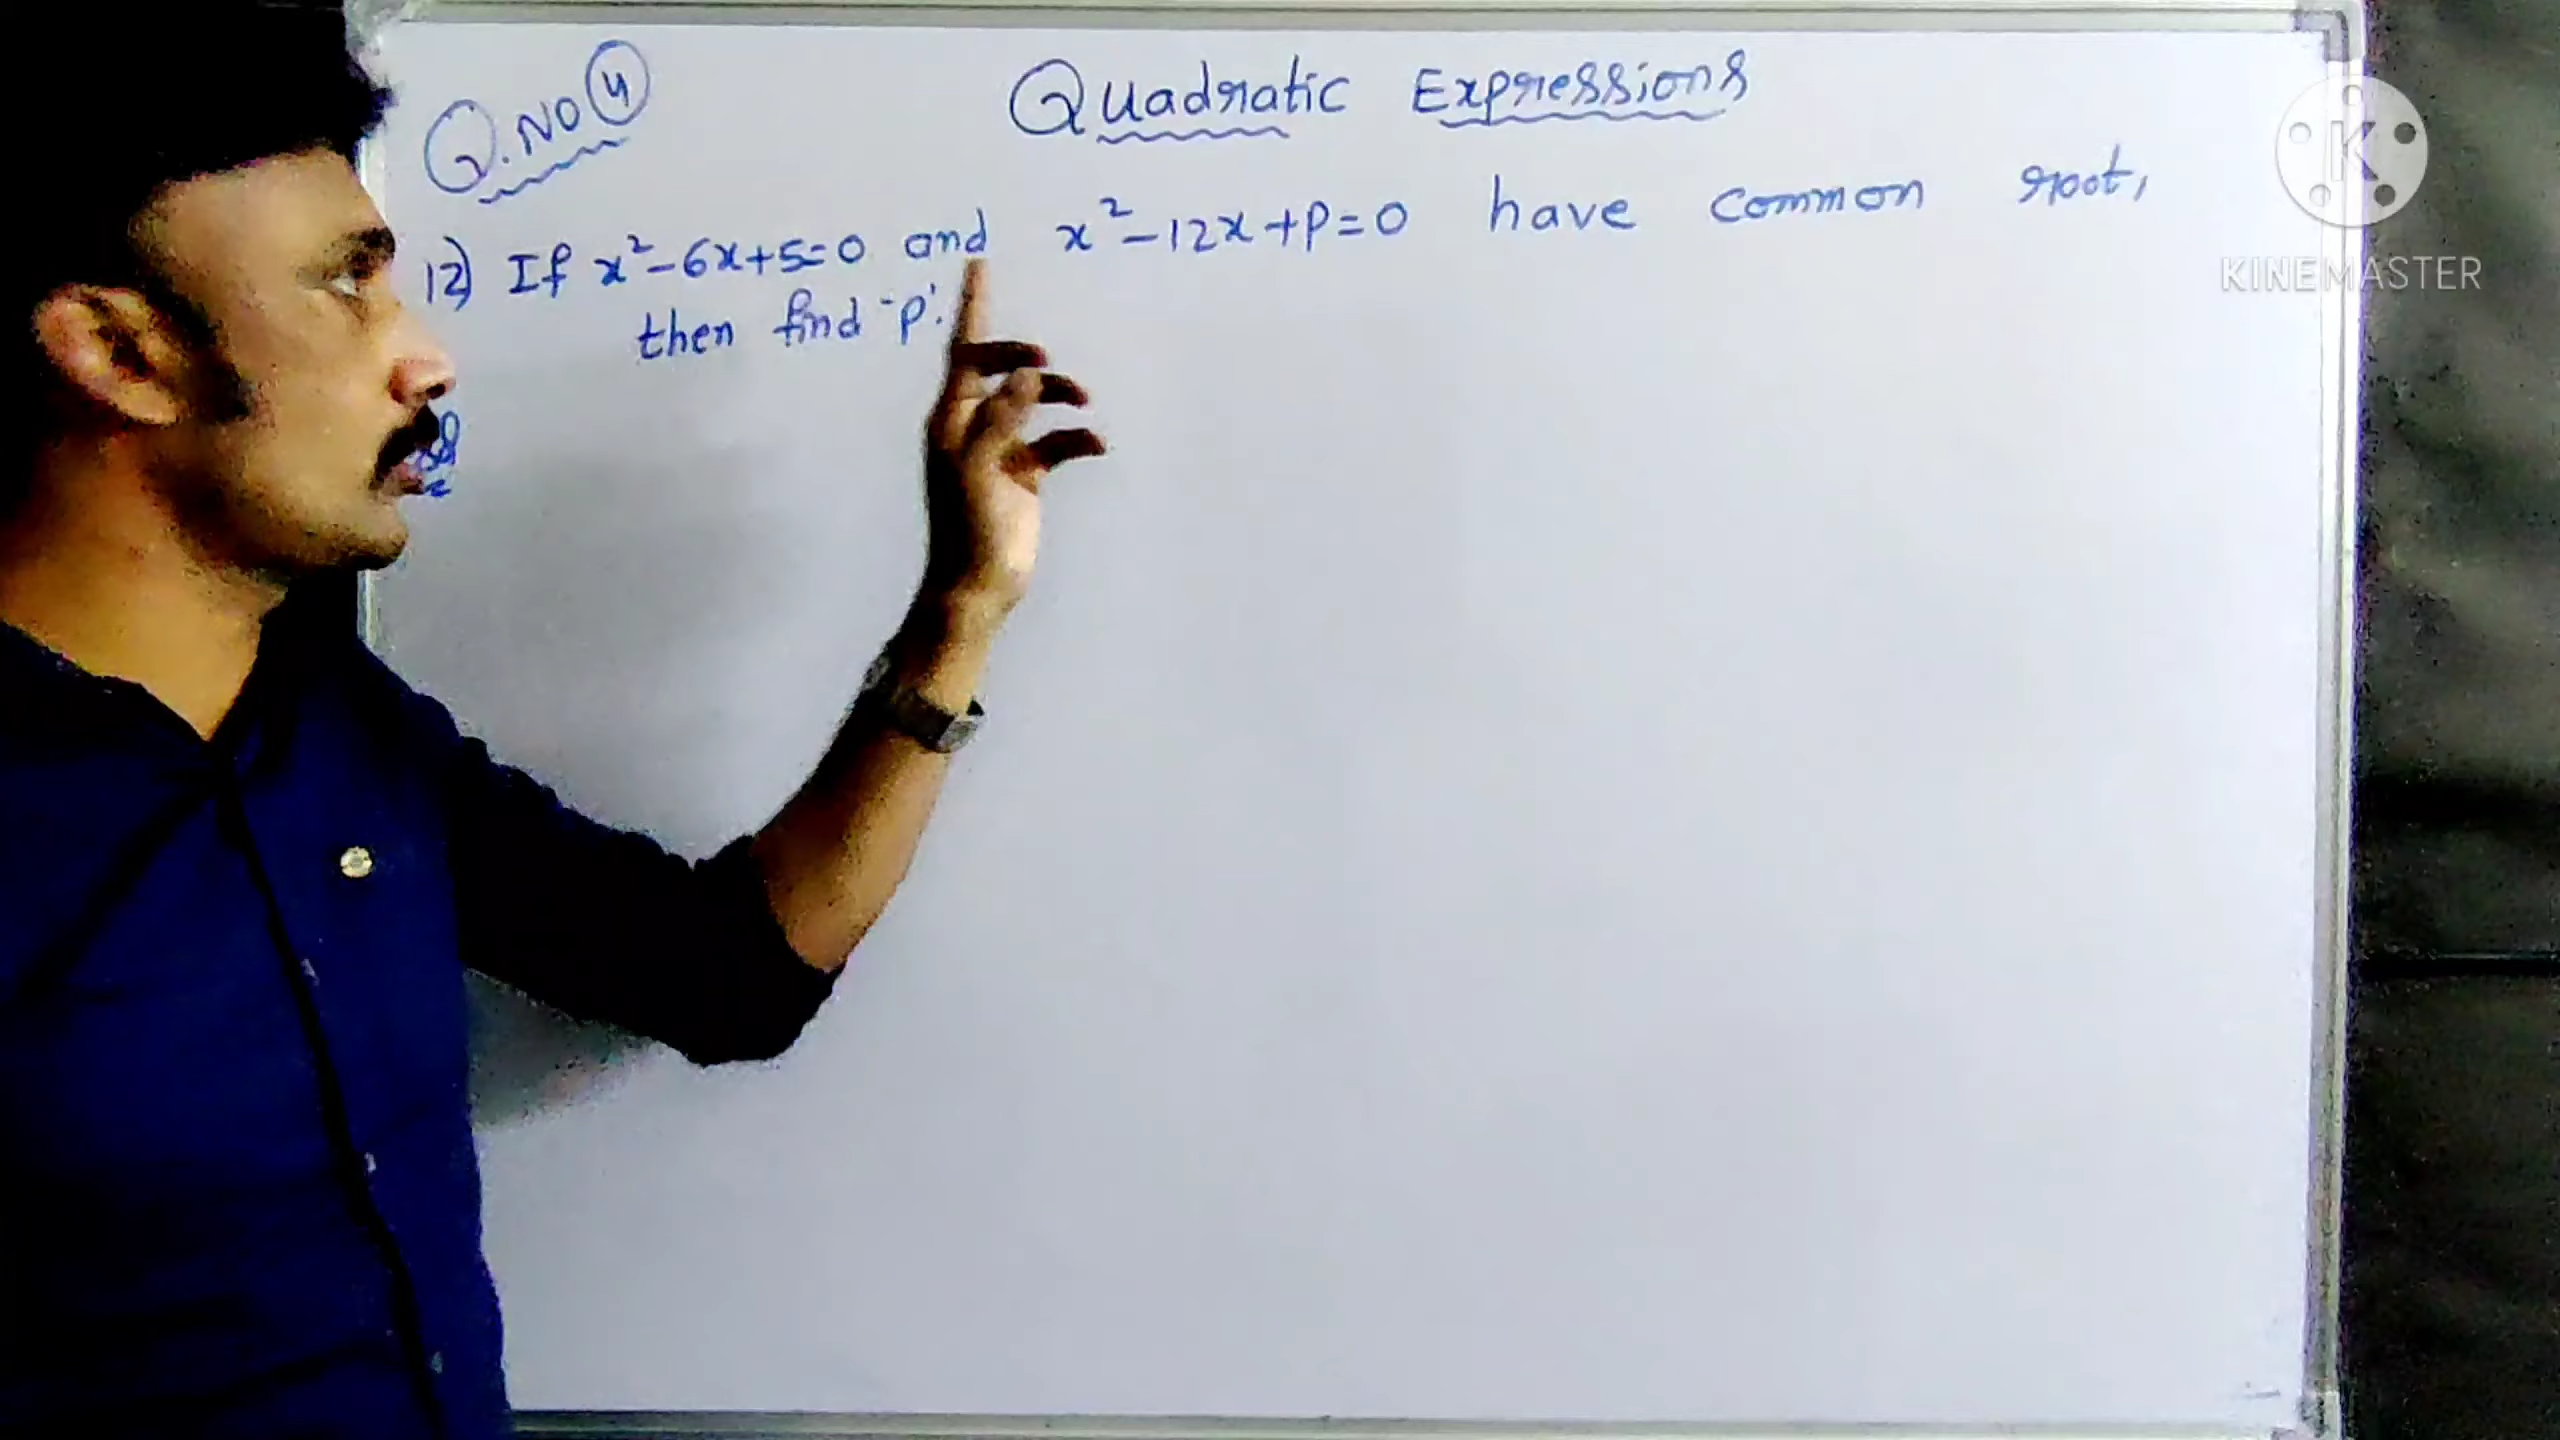 Q.NO 4
Quadratic Expressions
12) If x²-6x+5=0 and x²-12x+P=0 have common root,
then find 'p'.
Sol
KINEMASTER